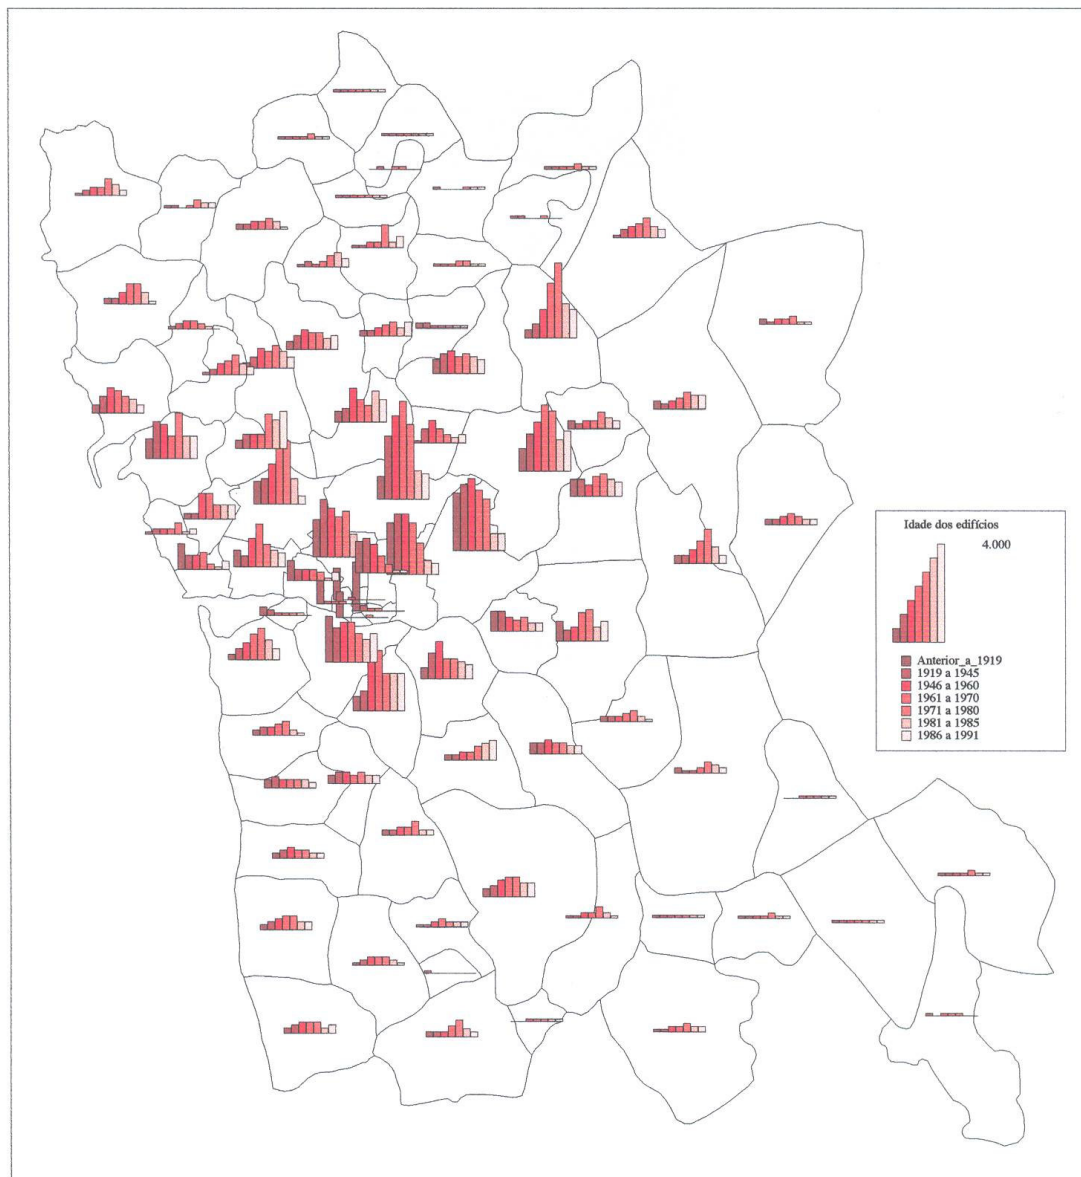 Idade dos edifícios
4.000
Anterior_a_1919
1919 a 1945
1946 a 1960
1961 a 1970
1971 a 1980
1981 a 1985
1986 a 1991